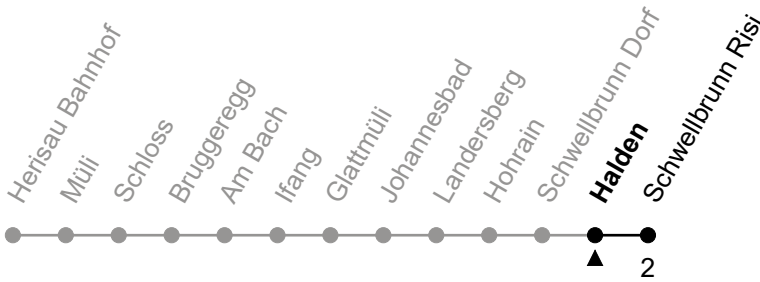 Herisau Bahnhof
Müli
Schloss
Bruggeregg
Am Bach
Ifang
Glattmüli
Johannesbad
Landersberg
Hohrain
Schwellbrunn Dorf
Halden
Schwellbrunn Risi
2